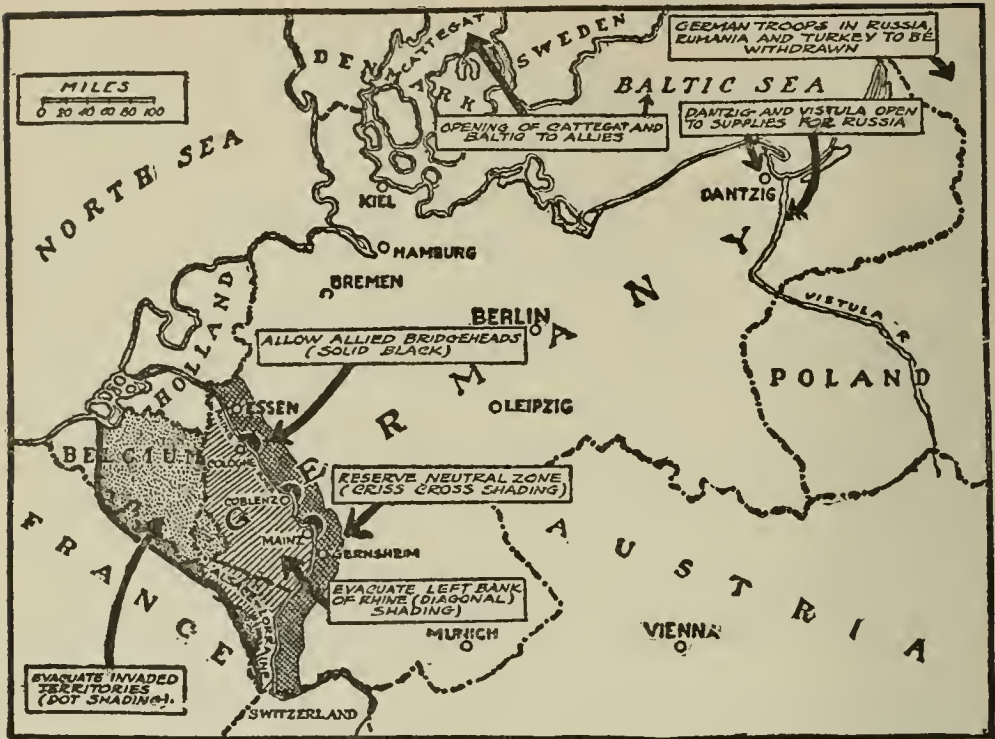 GERMAN TROOPS IN RUSSIA,
RUMANIA AND TURKEY TO BE
WITHDRAWN
MILES
0 20 40 60 80 100
DENMARK
CATTEGAT
SWEDEN
BALTIC SEA
OPENING OF CATTEGAT AND
BALTIC TO ALLIES
DANTZIG AND VISTULA OPEN
TO SUPPLIES FOR RUSSIA
NORTH SEA
KIEL
DANTZIG
HAMBURG
BREMEN
HOLLAND
BERLIN
VISTULA R
ALLOW ALLIED BRIDGEHEADS
(SOLID BLACK)
GERMANY
POLAND
ESSEN
LEIPZIG
BELGIUM
COLOGNE
RESERVE NEUTRAL ZONE
(CRISS CROSS SHADING)
COBLENZ
MAINZ
GERNSHEIM
FRANCE
AUSTRIA
EVACUATE LEFT BANK
OF RHINE (DIAGONAL)
SHADING)
LORRAINE
MUNICH
VIENNA
EVACUATE INVADED
TERRITORIES
(DOT SHADING).
SWITZERLAND